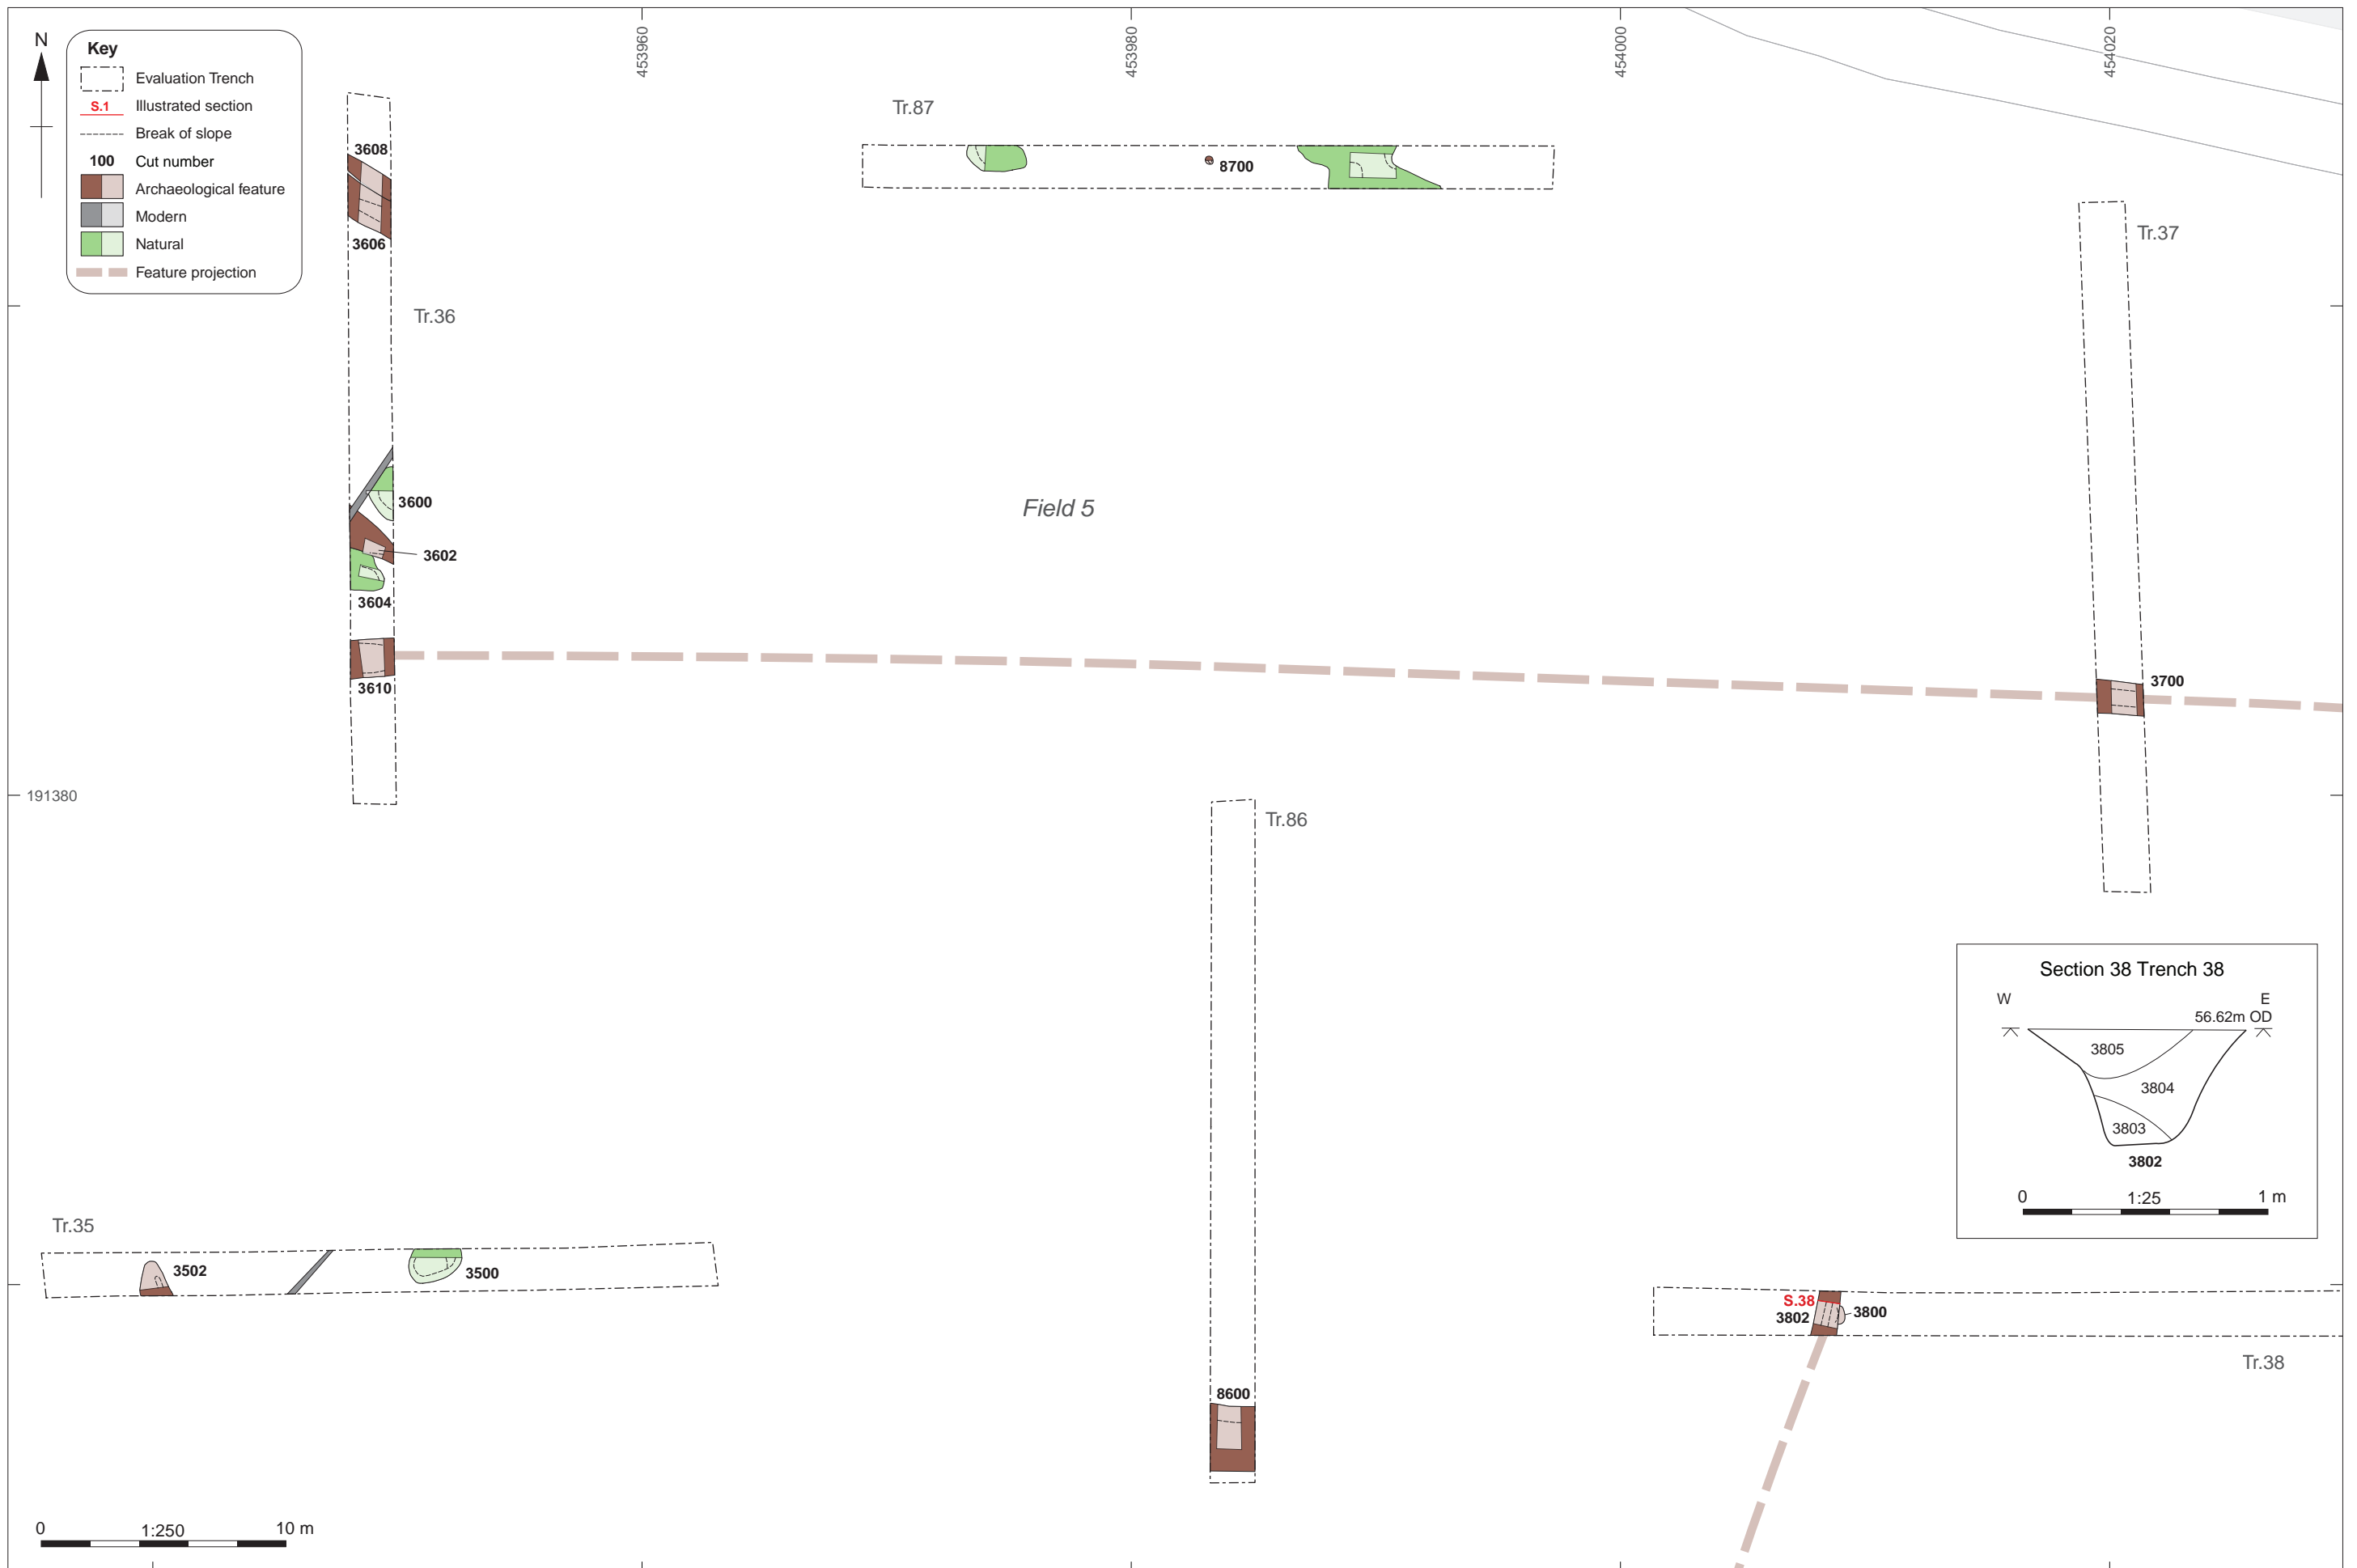 N
Key
Evaluation Trench
S.1 Illustrated section
Break of slope
100 Cut number
Archaeological feature
Modern
Natural
Feature projection
453960
453980
454000
454020
Tr.87
8700
3608
3606
Tr.36
Tr.37
3600
Field 5
3602
3604
3610
3700
191380
Tr.86
Section 38 Trench 38
W E
56.62m OD
3805
3804
3803
3802
0 1:25 1 m
Tr.35
3502
3500
S.38
3802 3800
Tr.38
8600
0 1:250 10 m